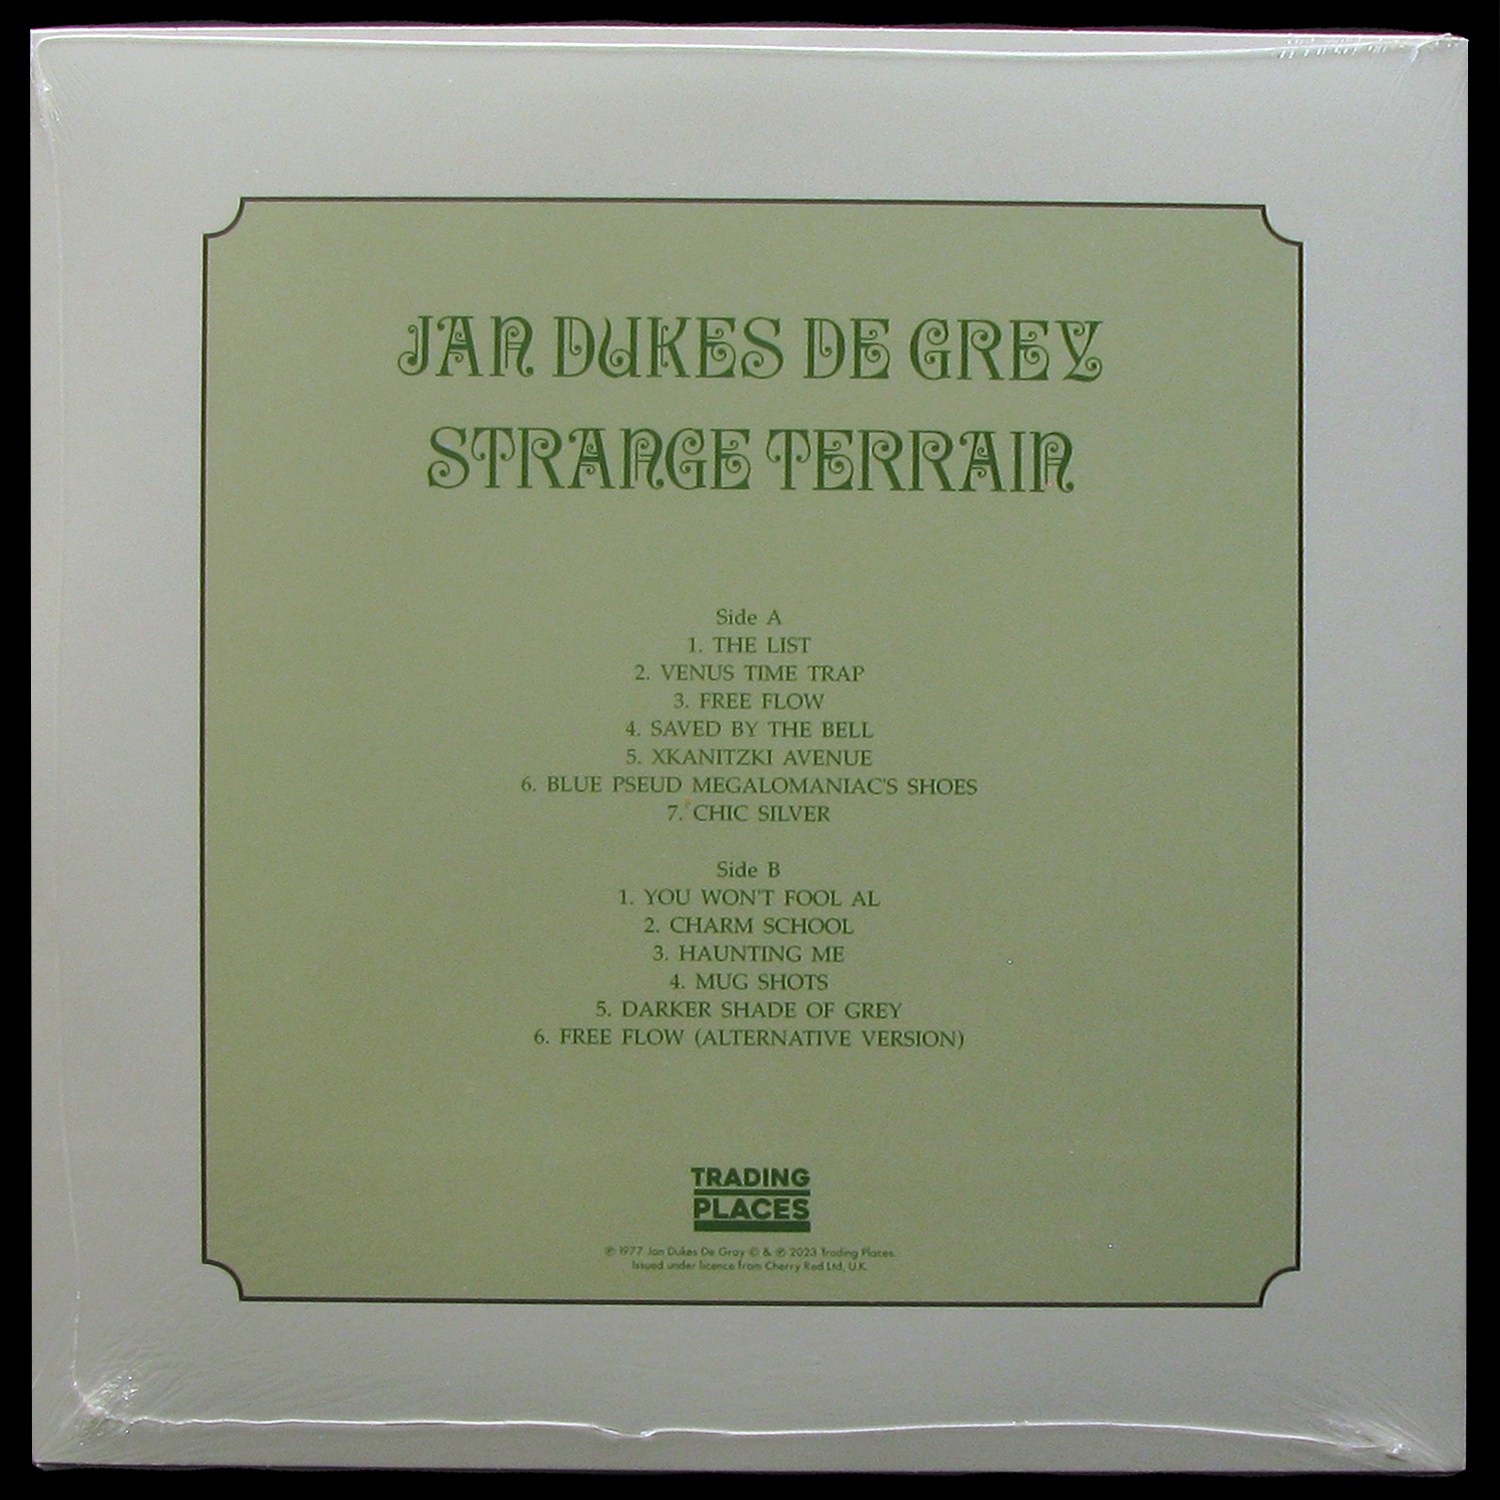 JAN DUKES DE GREY
STRANGE TERRAIN
Side A
1. THE LIST
2. VENUS TIME TRAP
3. FREE FLOW
4. SAVED BY THE BELL
5. XKANITZKI AVENUE
6. BLUE PSEUD MEGALOMANIAC'S SHOES
7. CHIC SILVER
Side B
1. YOU WON'T FOOL AL
2. CHARM SCHOOL
3. HAUNTING ME
4. MUG SHOTS
5. DARKER SHADE OF GREY
6. FREE FLOW (ALTERNATIVE VERSION)
TRADING
PLACES
℗ 1977 Jan Dukes De Gray © & ℗ 2023 Trading Places.
Issued under licence from Cherry Red Ltd, U.K.